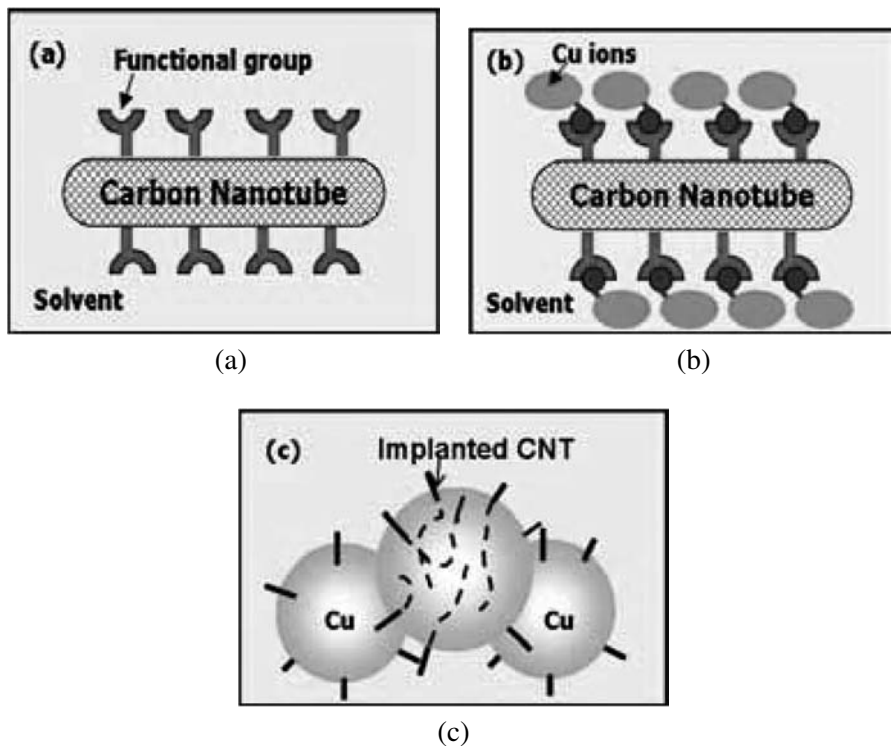 (a)
Functional group
Carbon Nanotube
Solvent
(a)
(b)
Cu ions
Carbon Nanotube
Solvent
(b)
(c)
Implanted CNT
Cu
Cu
(c)